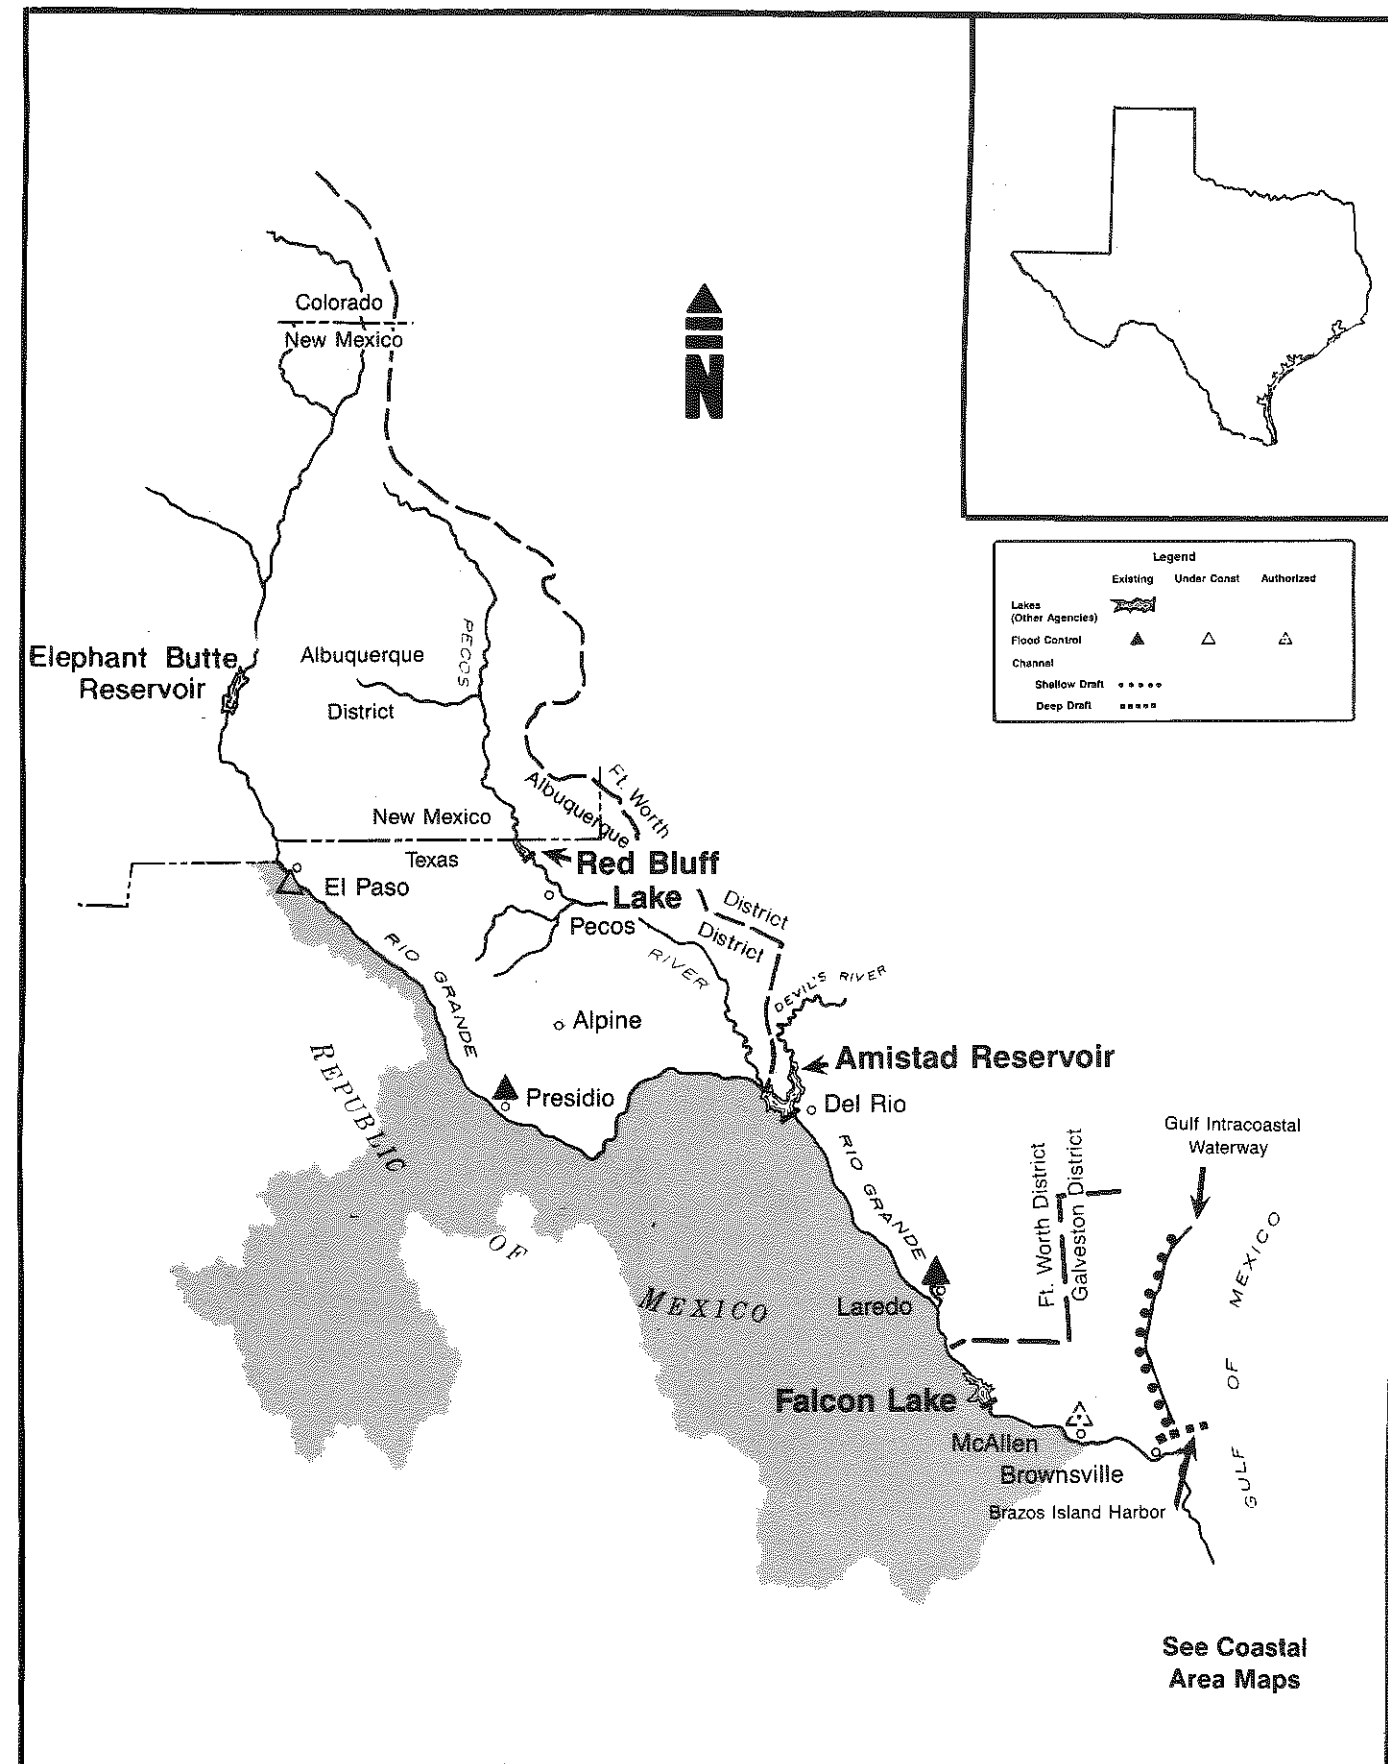 Colorado
New Mexico
N
Legend
Existing Under Const Authorized
Lakes
(Other Agencies)
Flood Control
Channel
Shallow Draft
Deep Draft
PECOS
Elephant Butte
Reservoir
Albuquerque
District
Ft. Worth
Albuquerque
New Mexico
Texas
Red Bluff
Lake
El Paso
Pecos
District
District
RIO GRANDE
RIVER
DEVIL'S RIVER
Alpine
Amistad Reservoir
REPUBLIC
Presidio
Del Rio
Gulf Intracoastal
Waterway
Ft. Worth District
Galveston District
RIO GRANDE
OF
MEXICO
Laredo
GULF OF MEXICO
Falcon Lake
McAllen
Brownsville
Brazos Island Harbor
See Coastal
Area Maps